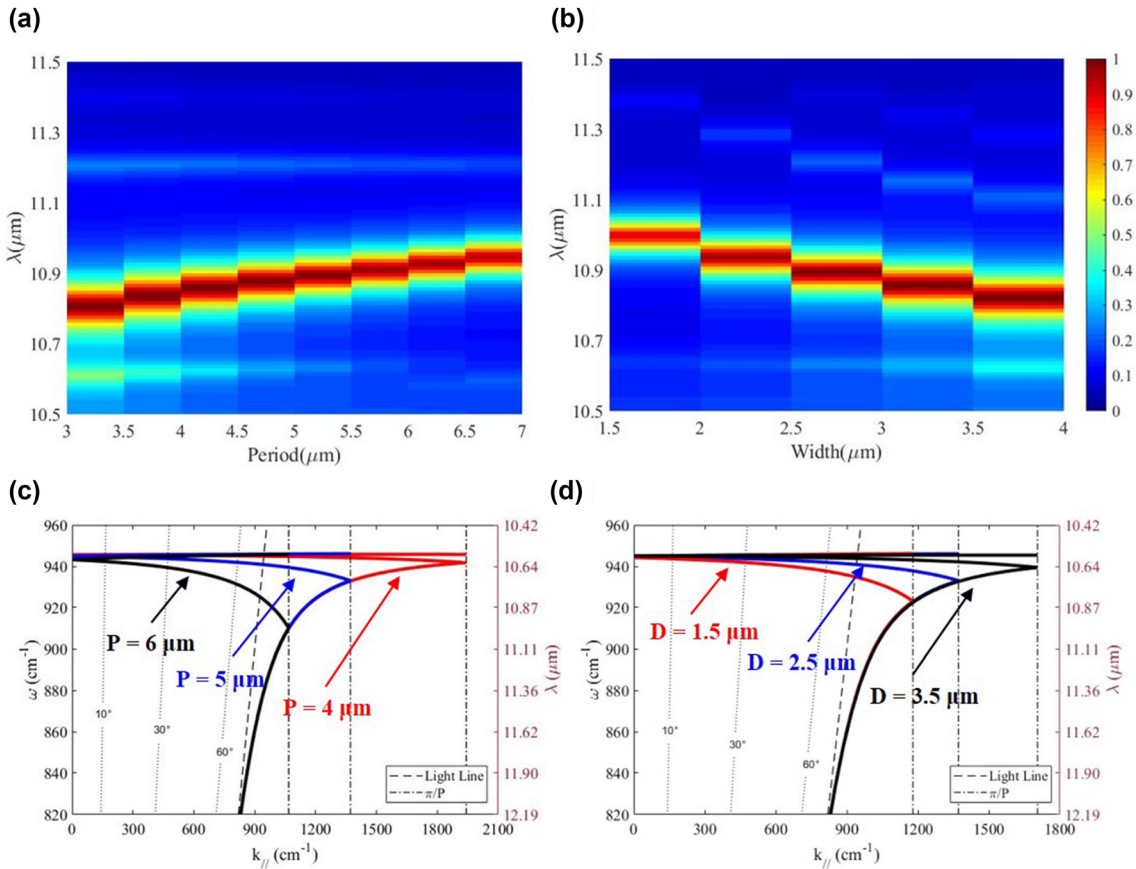 (a)
(b)
11.5
11.3
11.1
10.9
10.7
10.5
λ(μm)
3 3.5 4 4.5 5 5.5 6 6.5 7
Period(μm)
11.5
11.3
11.1
10.9
10.7
10.5
λ(μm)
1.5 2 2.5 3 3.5 4
Width(μm)
1
0.9
0.8
0.7
0.6
0.5
0.4
0.3
0.2
0.1
0
(c)
(d)
960
940
920
900
880
860
840
820
ω (cm⁻¹)
P = 6 μm
P = 5 μm
P = 4 μm
10°
30°
60°
Light Line
π/P
10.42
10.64
10.87
11.11
11.36
11.62
11.90
12.19
λ (μm)
0 300 600 900 1200 1500 1800 2100
k// (cm⁻¹)
960
940
920
900
880
860
840
820
ω (cm⁻¹)
D = 1.5 μm
D = 2.5 μm
D = 3.5 μm
10°
30°
60°
Light Line
π/P
10.42
10.64
10.87
11.11
11.36
11.62
11.90
12.19
λ (μm)
0 300 600 900 1200 1500 1800
k// (cm⁻¹)